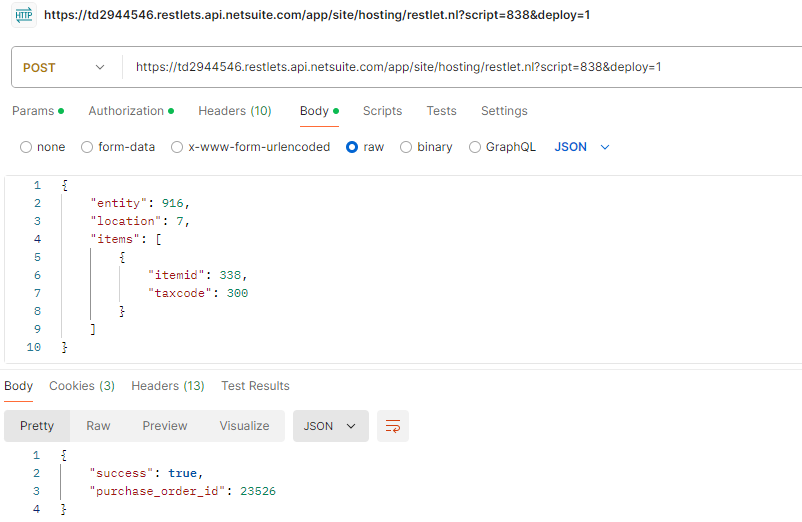 HTTP https://td2944546.restlets.api.netsuite.com/app/site/hosting/restlet.nl?script=838&deploy=1
POST https://td2944546.restlets.api.netsuite.com/app/site/hosting/restlet.nl?script=838&deploy=1
Params Authorization Headers (10) Body Scripts Tests Settings
none form-data x-www-form-urlencoded raw binary GraphQL JSON
1 {
2 "entity": 916,
3 "location": 7,
4 "items": [
5 {
6 "itemid": 338,
7 "taxcode": 300
8 }
9 ]
10 }
Body Cookies (3) Headers (13) Test Results
Pretty Raw Preview Visualize JSON
1 {
2 "success": true,
3 "purchase_order_id": 23526
4 }